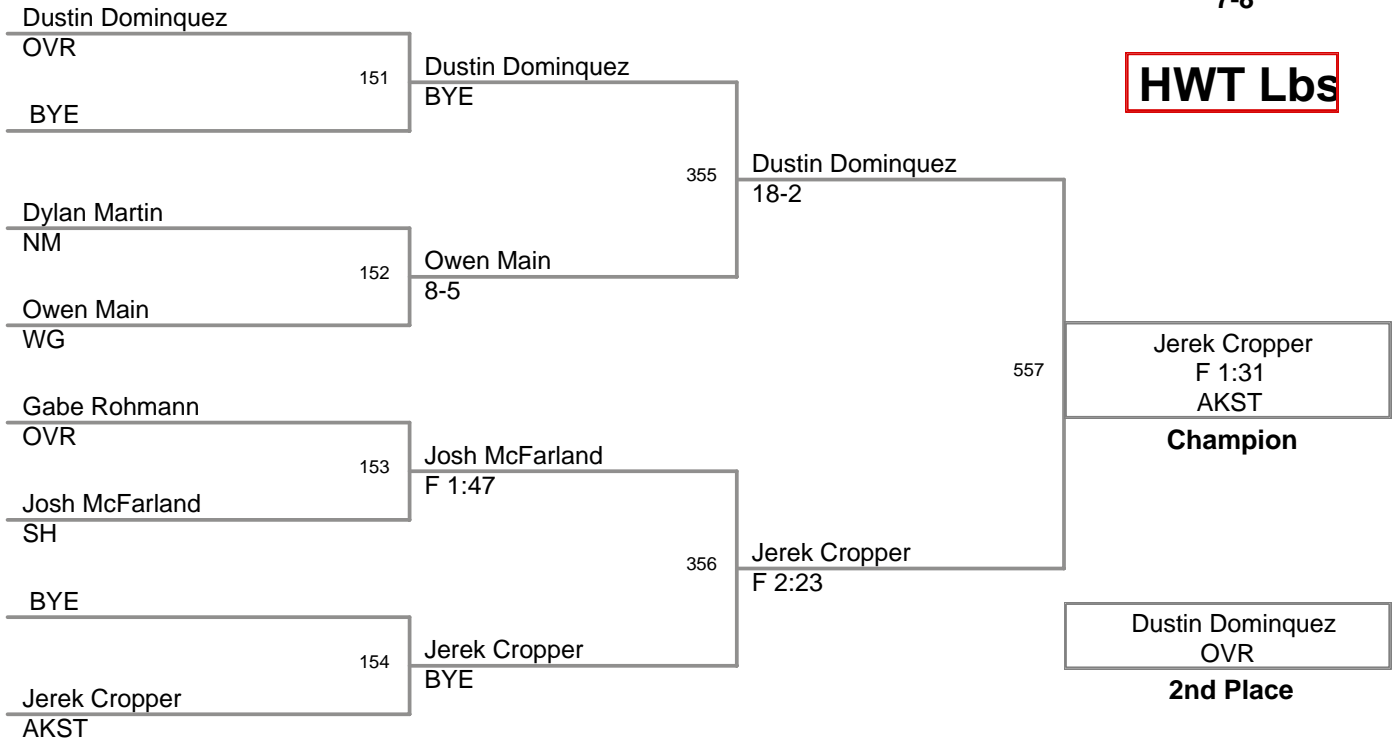 7-8
HWT Lbs
Dustin Dominquez
OVR
151
BYE
Dustin Dominquez
BYE
355
Dylan Martin
NM
152
Owen Main
WG
Owen Main
8-5
Dustin Dominquez
18-2
557
Gabe Rohmann
OVR
153
Josh McFarland
SH
Josh McFarland
F 1:47
356
BYE
154
Jerek Cropper
AKST
Jerek Cropper
BYE
Jerek Cropper
F 2:23
Jerek Cropper
F 1:31
AKST
Champion
Dustin Dominquez
OVR
2nd Place